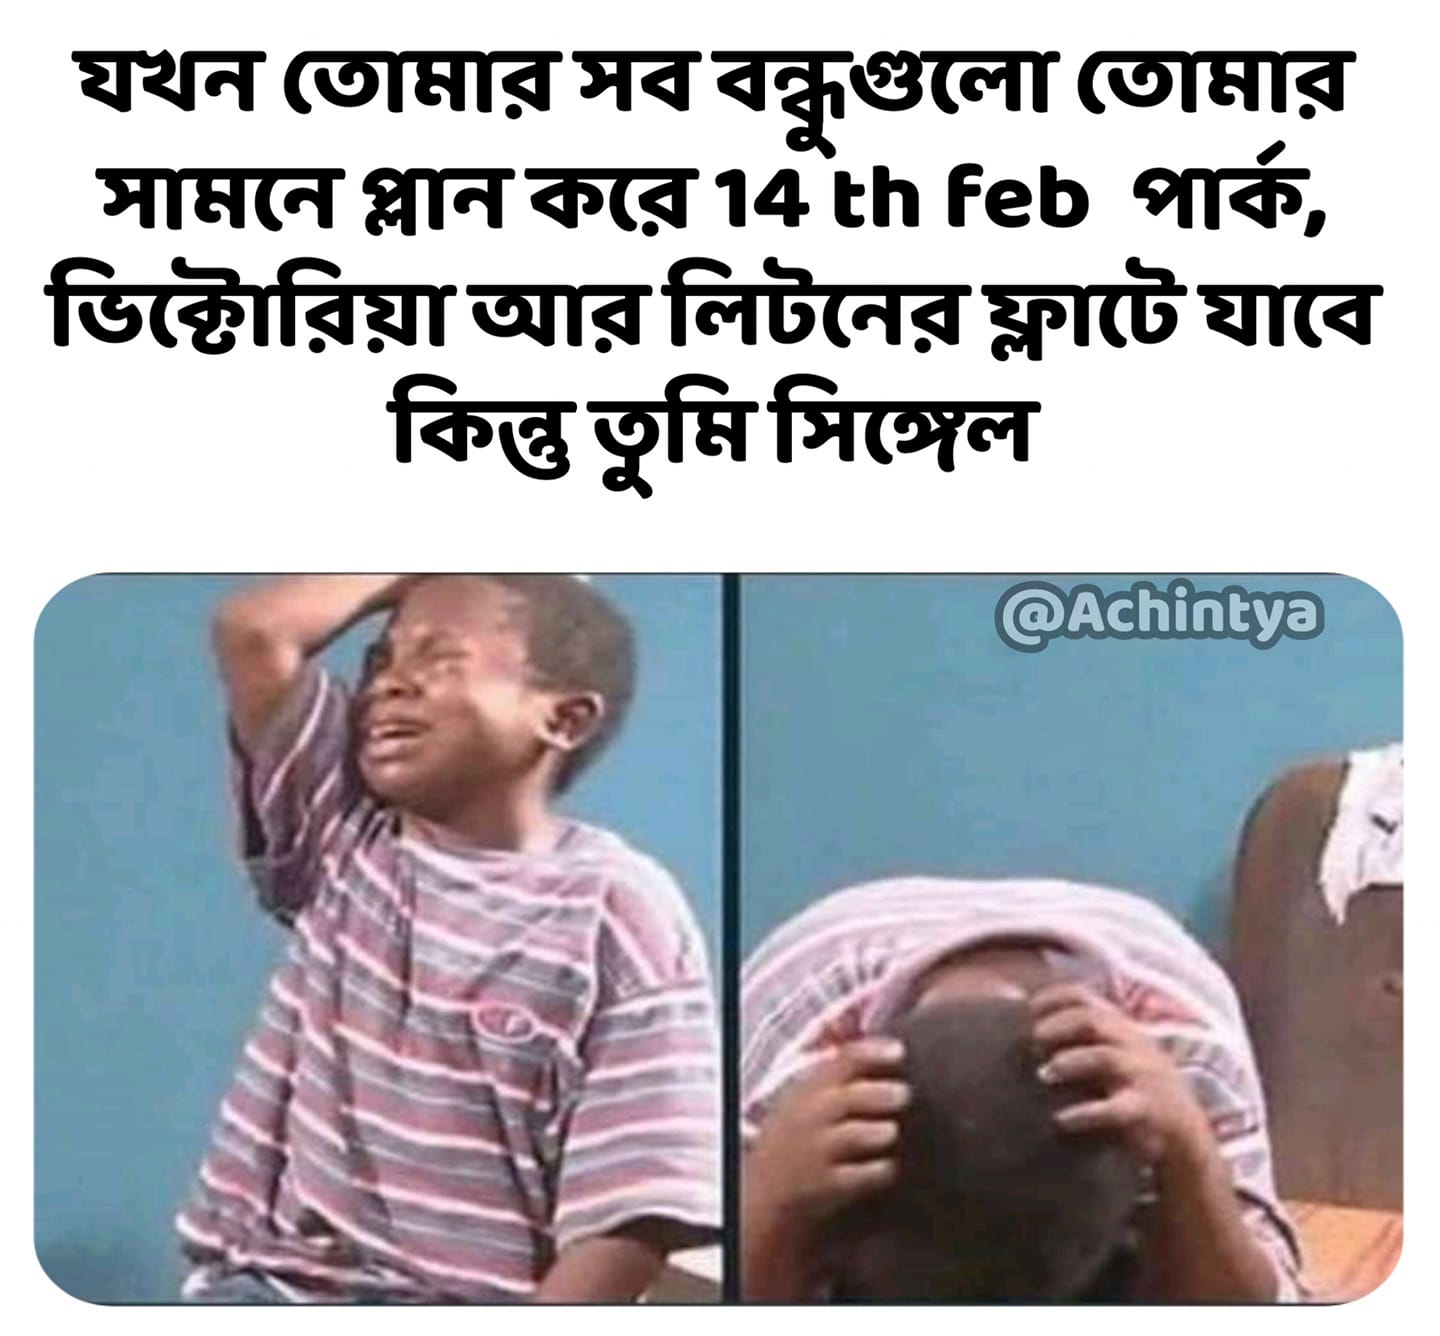 যখন তোমার সব বন্ধুগুলো তোমার
সামনে প্লান করে 14 th feb পার্ক,
ভিক্টোরিয়া আর লিটনের ফ্লাটে যাবে
কিন্তু তুমি সিঙ্গেল
@Achintya